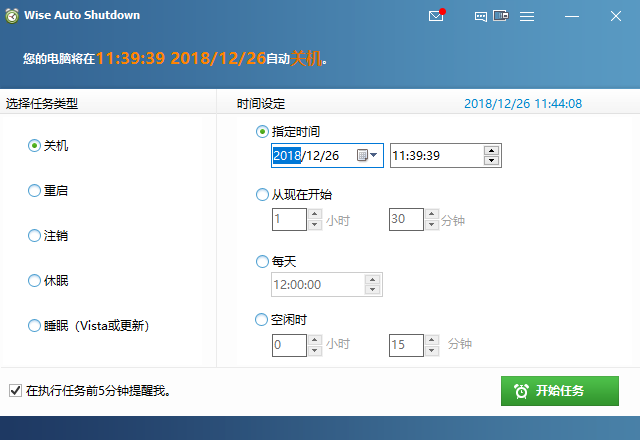 Wise Auto Shutdown
您的电脑将在11:39:39 2018/12/26自动关机。
选择任务类型
时间设定
2018/12/26 11:44:08
关机
重启
注销
休眠
睡眠（Vista或更新）
指定时间
2018/12/26
11:39:39
从现在开始
1 小时 30 分钟
每天
12:00:00
空闲时
0 小时 15 分钟
在执行任务前5分钟提醒我。
开始任务